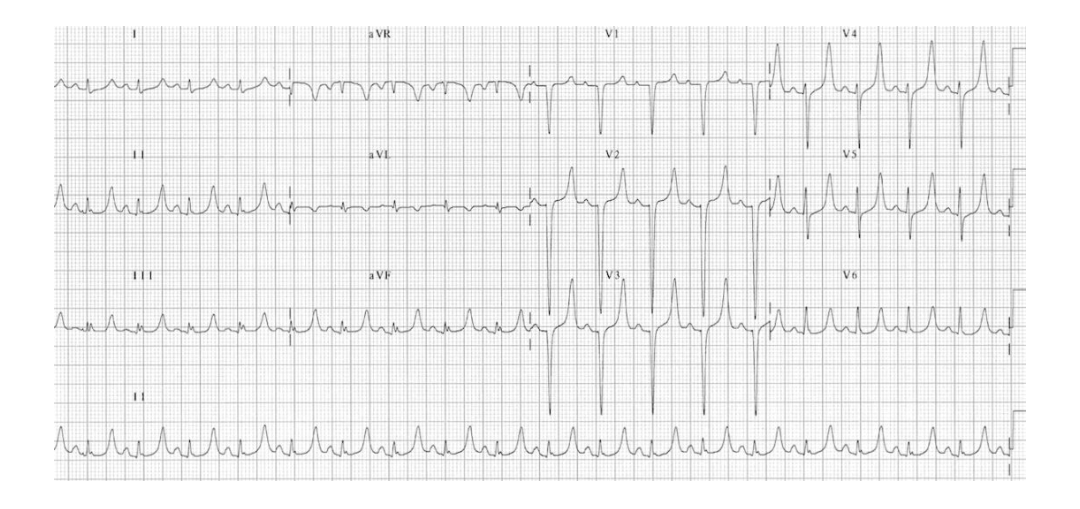 I aVR V1 V4
II aVL V2 V5
III aVF V3 V6
II